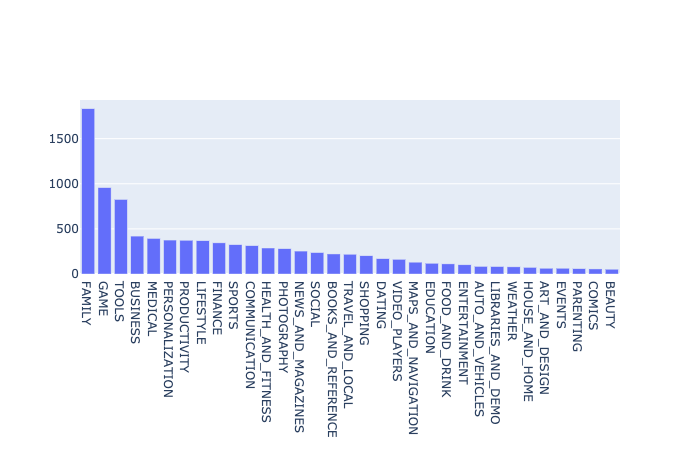 1500
1000
500
0
FAMILY
GAME
TOOLS
BUSINESS
MEDICAL
PERSONALIZATION
PRODUCTIVITY
LIFESTYLE
FINANCE
SPORTS
COMMUNICATION
HEALTH_AND_FITNESS
PHOTOGRAPHY
NEWS_AND_MAGAZINES
SOCIAL
BOOKS_AND_REFERENCE
TRAVEL_AND_LOCAL
SHOPPING
DATING
VIDEO_PLAYERS
MAPS_AND_NAVIGATION
EDUCATION
FOOD_AND_DRINK
ENTERTAINMENT
AUTO_AND_VEHICLES
LIBRARIES_AND_DEMO
WEATHER
HOUSE_AND_HOME
ART_AND_DESIGN
EVENTS
PARENTING
COMICS
BEAUTY